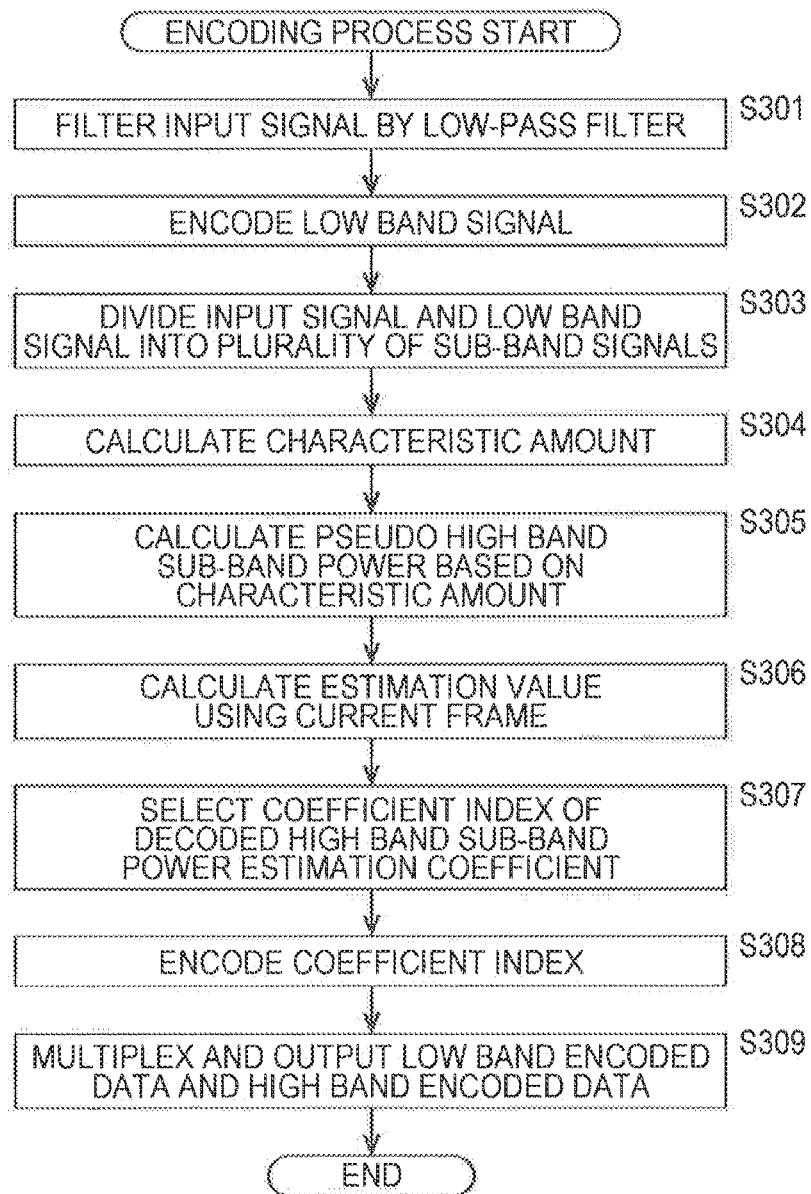 ENCODING PROCESS START
FILTER INPUT SIGNAL BY LOW-PASS FILTER
S301
ENCODE LOW BAND SIGNAL
S302
DIVIDE INPUT SIGNAL AND LOW BAND
SIGNAL INTO PLURALITY OF SUB-BAND SIGNALS
S303
CALCULATE CHARACTERISTIC AMOUNT
S304
CALCULATE PSEUDO HIGH BAND
SUB-BAND POWER BASED ON
CHARACTERISTIC AMOUNT
S305
CALCULATE ESTIMATION VALUE
USING CURRENT FRAME
S306
SELECT COEFFICIENT INDEX OF
DECODED HIGH BAND SUB-BAND
POWER ESTIMATION COEFFICIENT
S307
ENCODE COEFFICIENT INDEX
S308
MULTIPLEX AND OUTPUT LOW BAND ENCODED
DATA AND HIGH BAND ENCODED DATA
S309
END